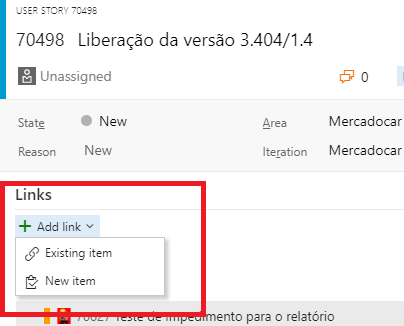 USER STORY 70498
70498 Liberação da versão 3.404/1.4
Unassigned 0
State New Area Mercadocar
Reason New Iteration Mercadocar
Links
+ Add link
Existing item
New item
70027 Teste de Impedimento para o relatório